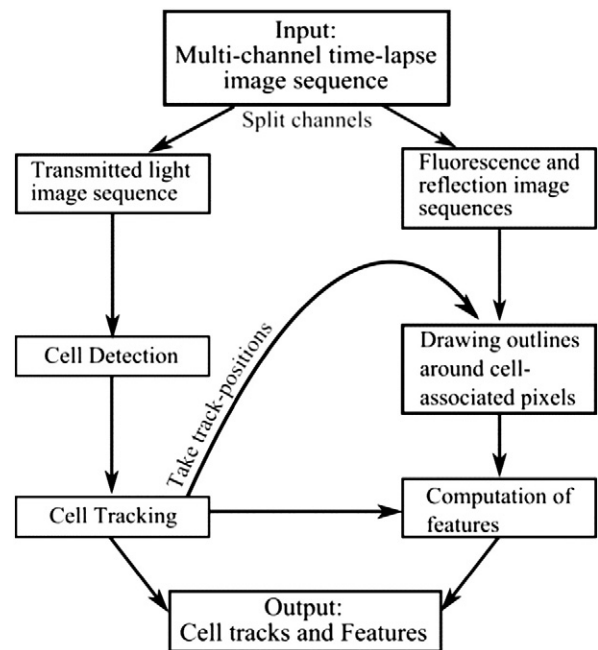 Input:
Multi-channel time-lapse
image sequence
Split channels
Transmitted light
image sequence
Fluorescence and
reflection image
sequences
Cell Detection
Take track-positions
Drawing outlines
around cell-
associated pixels
Cell Tracking
Computation of
features
Output:
Cell tracks and Features